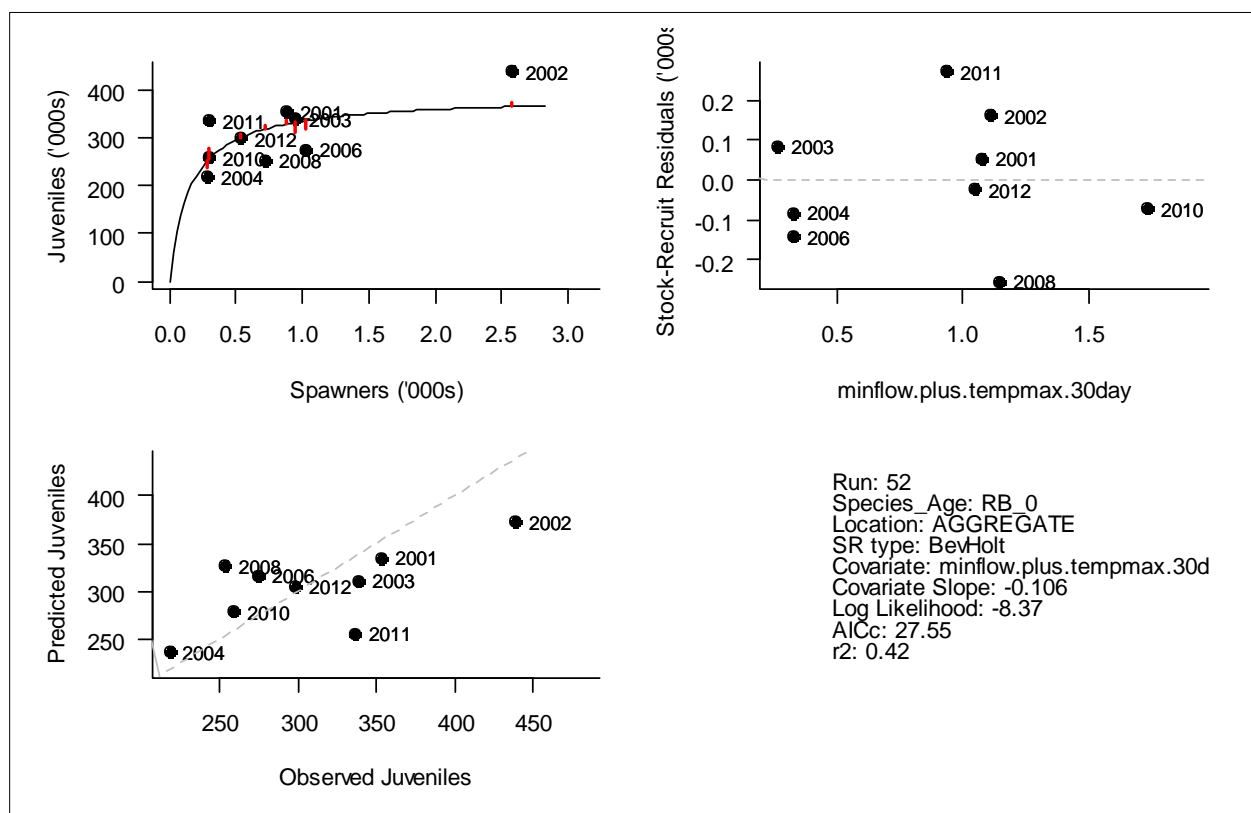 Juveniles ('000s)
400
300
200
100
0
2002
2001
2011
2003
2012
2010
2006
2008
2004
0.0 0.5 1.0 1.5 2.0 2.5 3.0
Spawners ('000s)
Stock-Recruit Residuals ('000s
0.2
0.1
0.0
-0.1
-0.2
2011
2002
2003
2001
2012
2010
2004
2006
2008
0.5 1.0 1.5
minflow.plus.tempmax.30day
Predicted Juveniles
400
350
300
250
2002
2001
2008
2006
2003
2012
2010
2011
2004
250 300 350 400 450
Observed Juveniles
Run: 52
Species_Age: RB_0
Location: AGGREGATE
SR type: BevHolt
Covariate: minflow.plus.tempmax.30d
Covariate Slope: -0.106
Log Likelihood: -8.37
AICc: 27.55
r2: 0.42